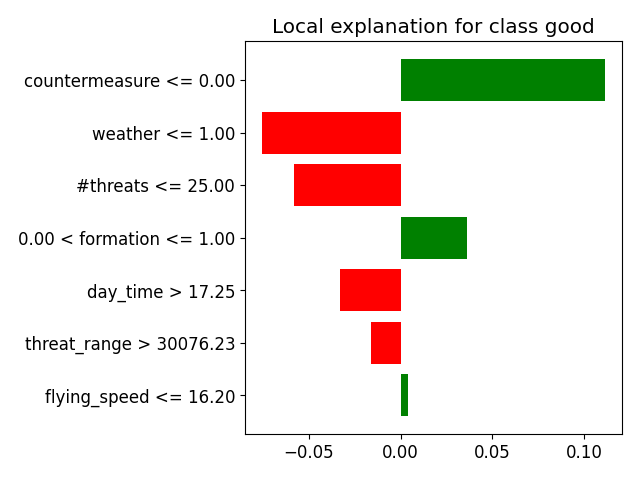 Local explanation for class good
countermeasure <= 0.00
weather <= 1.00
#threats <= 25.00
0.00 < formation <= 1.00
day_time > 17.25
threat_range > 30076.23
flying_speed <= 16.20
−0.05 0.00 0.05 0.10